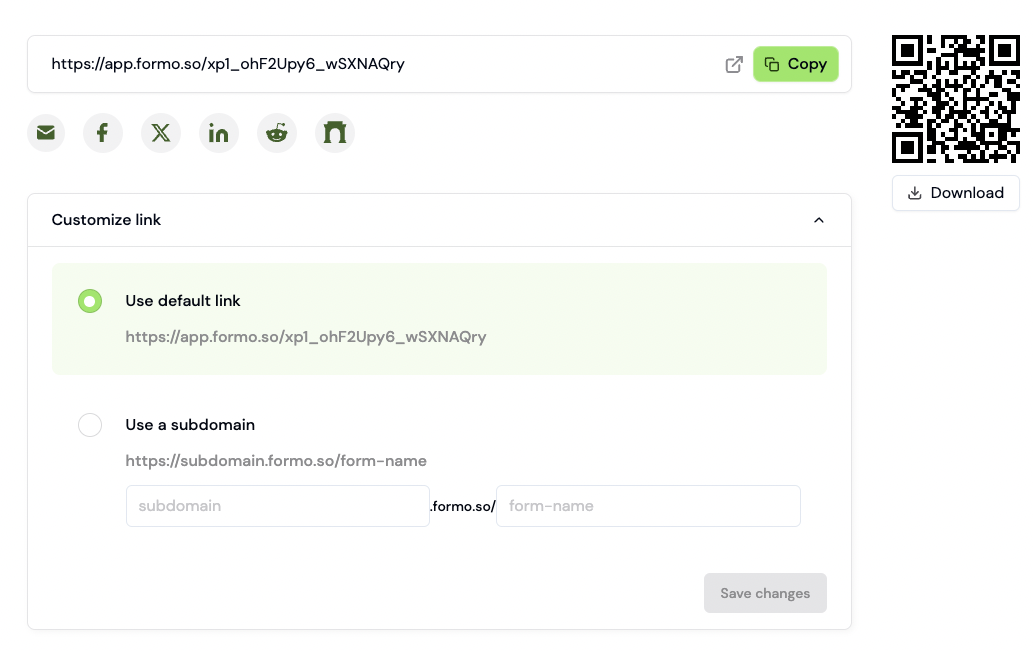 https://app.formo.so/xp1_ohF2Upy6_wSXNAQry
Copy
Download
Customize link
Use default link
https://app.formo.so/xp1_ohF2Upy6_wSXNAQry
Use a subdomain
https://subdomain.formo.so/form-name
subdomain .formo.so/ form-name
Save changes